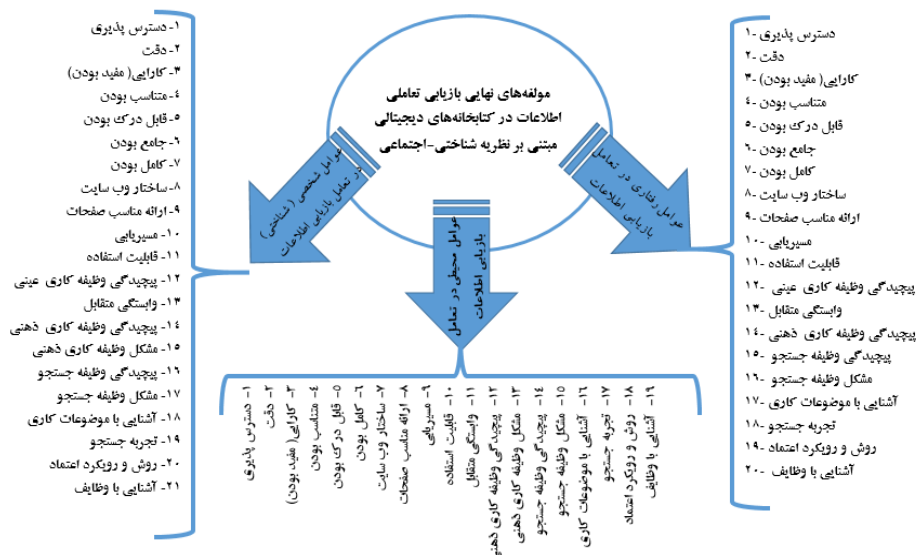 مولفه‌های نهایی بازیابی تعاملی
اطلاعات در کتابخانه‌های دیجیتالی
مبتنی بر نظریه شناختی-اجتماعی
عوامل رفتاری در تعامل
بازیابی اطلاعات
۱- دسترس پذیری
۲- دقت
۳- کارایی( مفید بودن)
۴- متناسب بودن
۵- قابل درک بودن
۶- جامع بودن
۷- کامل بودن
۸- ساختار وب سایت
۹- ارائه مناسب صفحات
۱۰- مسیریابی
۱۱- قابلیت استفاده
۱۲- پیچیدگی وظیفه کاری عینی
۱۳- وابستگی متقابل
۱۴- پیچیدگی وظیفه کاری ذهنی
۱۵- پیچیدگی وظیفه جستجو
۱۶- مشکل وظیفه جستجو
۱۷- آشنایی با موضوعات کاری
۱۸- تجربه جستجو
۱۹- روش و رویکرد اعتماد
۲۰- آشنایی با وظایف
عوامل محیطی در تعامل
بازیابی اطلاعات
۱- دسترس پذیری
۲- دقت
۳- کارایی( مفید بودن)
۴- متناسب بودن
۵- قابل درک بودن
۶- کامل بودن
۷- ساختار وب سایت
۸- ارائه مناسب صفحات
۹- مسیریابی
۱۰- قابلیت استفاده
۱۱- وابستگی متقابل
۱۲- پیچیدگی وظیفه کاری ذهنی
۱۳- مشکل وظیفه کاری ذهنی
۱۴- پیچیدگی وظیفه جستجو
۱۵- مشکل وظیفه جستجو
۱۶- آشنایی با موضوعات کاری
۱۷- تجربه جستجو
۱۸- روش و رویکرد اعتماد
۱۹- آشنایی با وظایف
عوامل شخصی ( شناختی)
در تعامل بازیابی اطلاعات
۱- دسترس پذیری
۲- دقت
۳- کارایی( مفید بودن)
۴- متناسب بودن
۵- قابل درک بودن
۶- جامع بودن
۷- کامل بودن
۸- ساختار وب سایت
۹- ارائه مناسب صفحات
۱۰- مسیریابی
۱۱- قابلیت استفاده
۱۲- پیچیدگی وظیفه کاری عینی
۱۳- وابستگی متقابل
۱۴- پیچیدگی وظیفه کاری ذهنی
۱۵- مشکل وظیفه کاری ذهنی
۱۶- پیچیدگی وظیفه جستجو
۱۷- مشکل وظیفه جستجو
۱۸- آشنایی با موضوعات کاری
۱۹- تجربه جستجو
۲۰- روش و رویکرد اعتماد
۲۱- آشنایی با وظایف